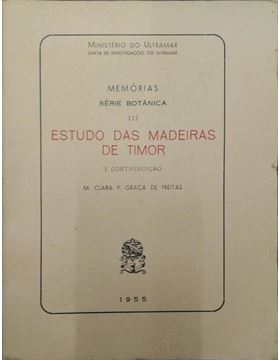 MINISTÉRIO DO ULTRAMAR
JUNTA DE INVESTIGAÇÕES DO ULTRAMAR
MEMÓRIAS
SÉRIE BOTÂNICA
III
ESTUDO DAS MADEIRAS
DE TIMOR
I CONTRIBUIÇÃO
M. CLARA P. GRAÇA DE FREITAS
1955